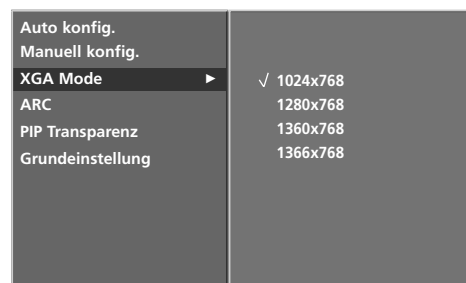 Auto konfig.
Manuell konfig.
XGA Mode ►
ARC
PIP Transparenz
Grundeinstellung
√ 1024x768
1280x768
1360x768
1366x768